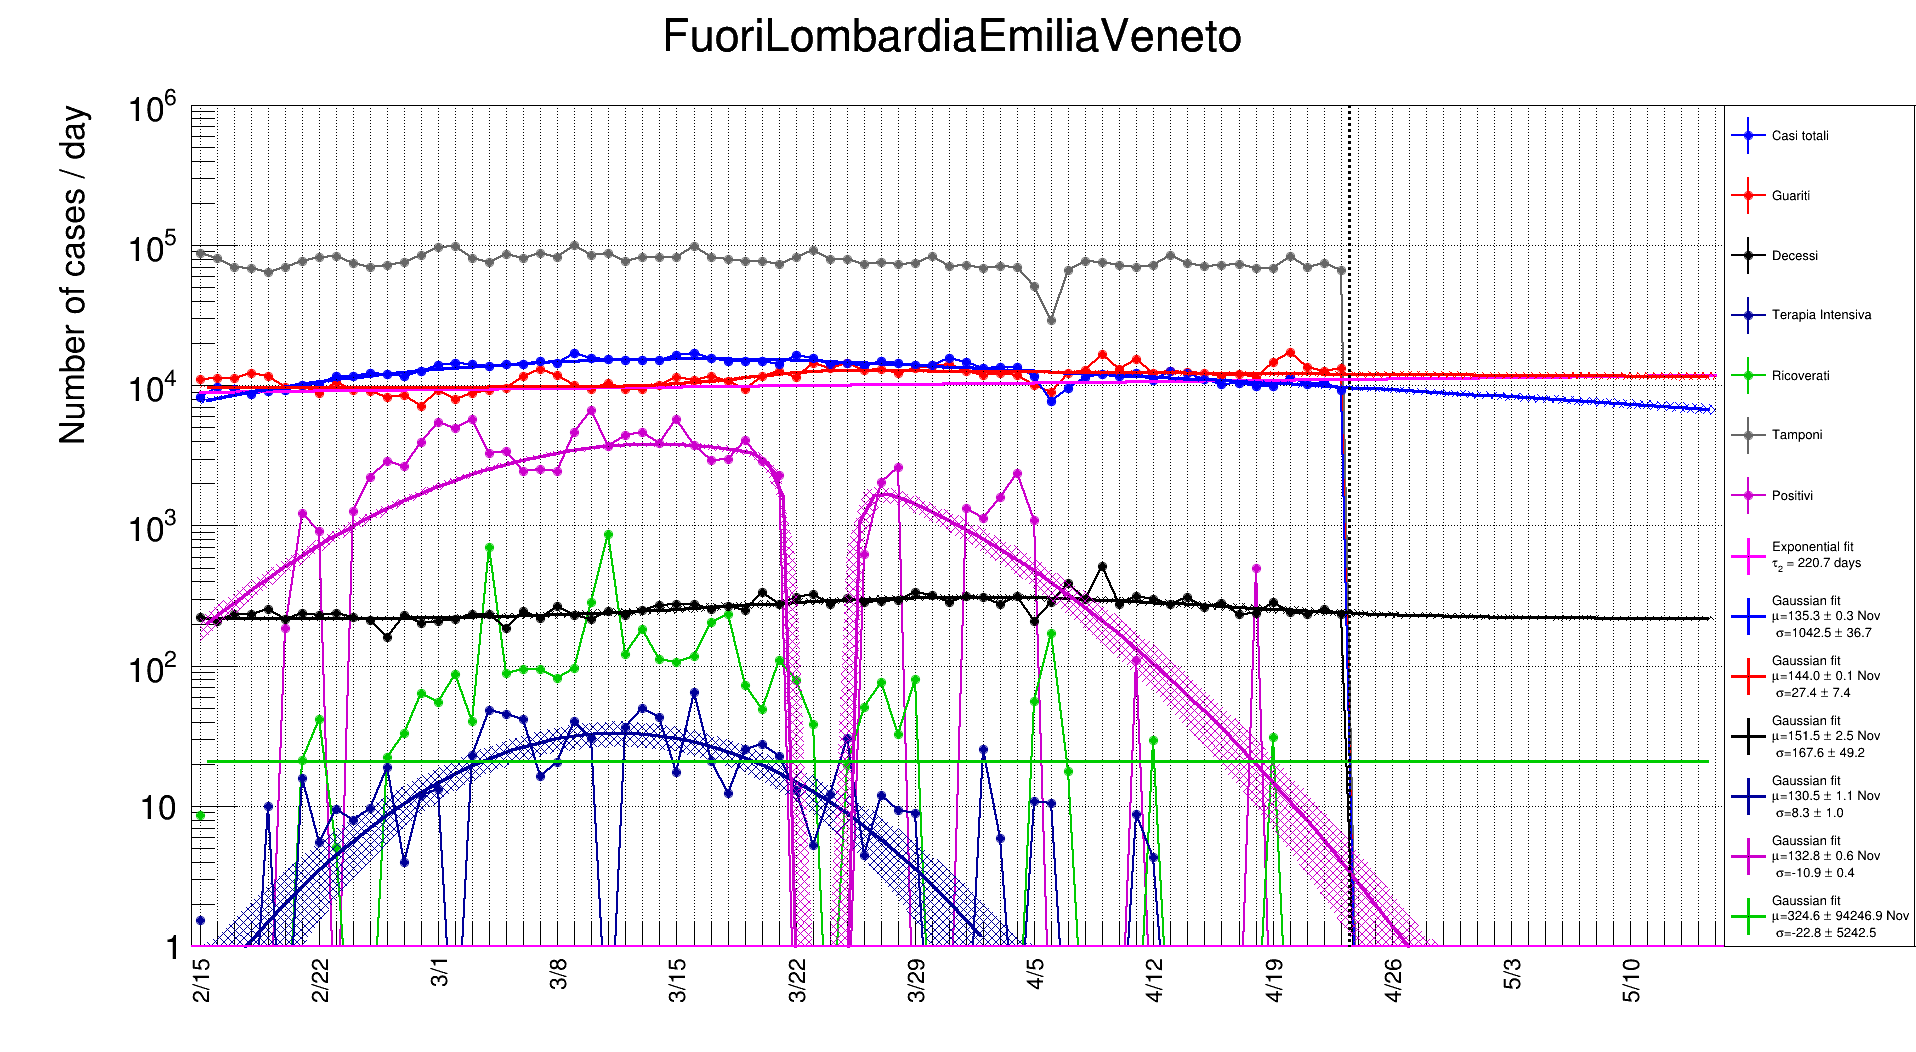 FuoriLombardiaEmiliaVeneto
Number of cases / day
10^6
10^5
10^4
10^3
10^2
10
1
2/15
2/22
3/1
3/8
3/15
3/22
3/29
4/5
4/12
4/19
4/26
5/3
5/10
Casi totali
Guariti
Decessi
Terapia Intensiva
Ricoverati
Tamponi
Positivi
Exponential fit
τ_2 = 220.7 days
Gaussian fit
μ=135.3 ± 0.3 Nov
σ=1042.5 ± 36.7
Gaussian fit
μ=144.0 ± 0.1 Nov
σ=27.4 ± 7.4
Gaussian fit
μ=151.5 ± 2.5 Nov
σ=167.6 ± 49.2
Gaussian fit
μ=130.5 ± 1.1 Nov
σ=8.3 ± 1.0
Gaussian fit
μ=132.8 ± 0.6 Nov
σ=-10.9 ± 0.4
Gaussian fit
μ=324.6 ± 94246.9 Nov
σ=-22.8 ± 5242.5